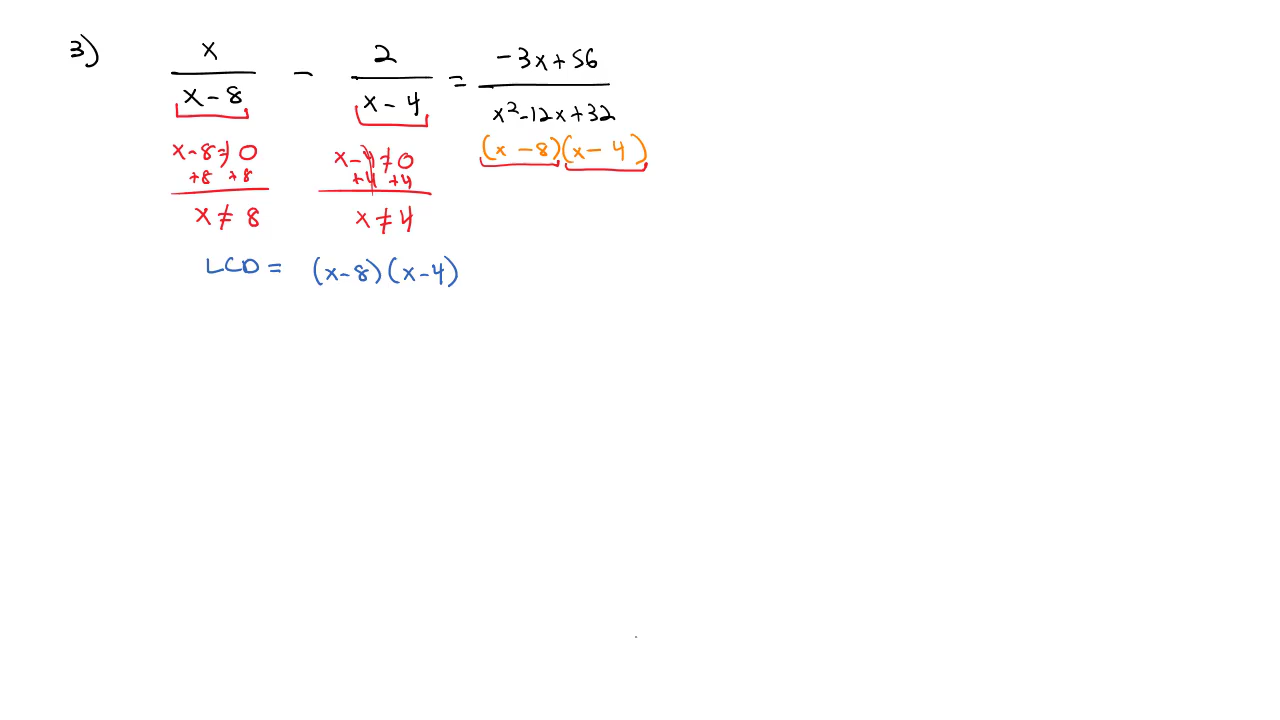 3) x/(x-8) - 2/(x-4) = (-3x+56)/(x²-12x+32)
(x-8)(x-4)
x-8≠0 x-4≠0
+8 +8 +4 +4
x≠8 x≠4
LCD = (x-8)(x-4)